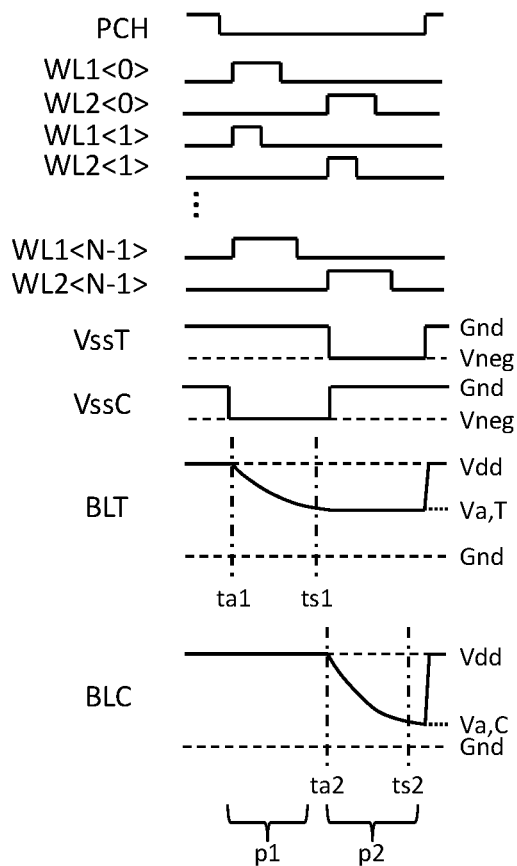 PCH
WL1<0>
WL2<0>
WL1<1>
WL2<1>
WL1<N-1>
WL2<N-1>
VssT
Gnd
Vneg
VssC
Gnd
Vneg
BLT
Vdd
Va,T
Gnd
ta1 ts1
BLC
Vdd
Va,C
Gnd
ta2 ts2
p1 p2